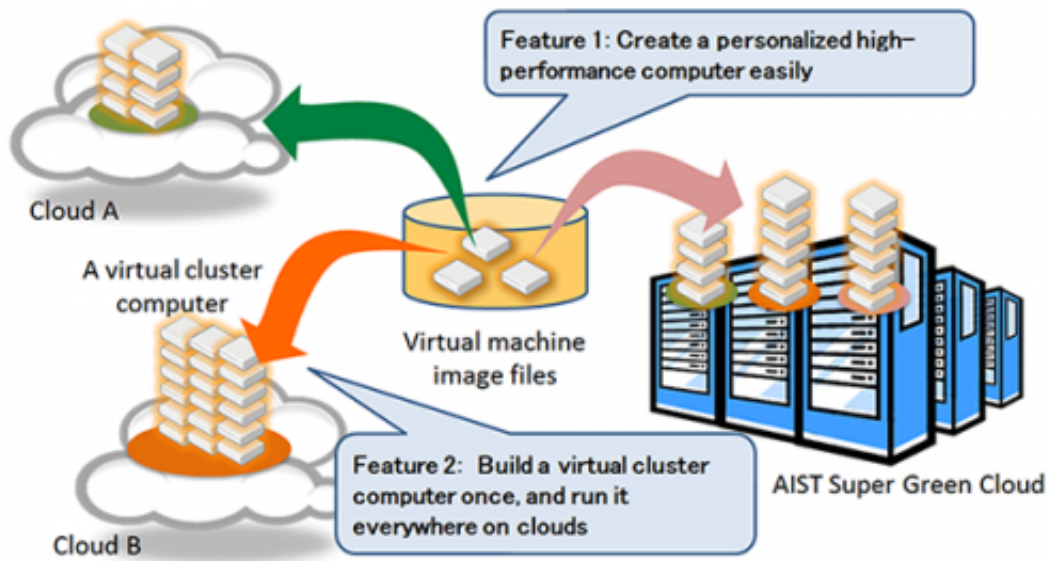 Feature 1: Create a personalized high-
performance computer easily
Cloud A
A virtual cluster
computer
Virtual machine
image files
Feature 2: Build a virtual cluster
computer once, and run it
everywhere on clouds
AIST Super Green Cloud
Cloud B